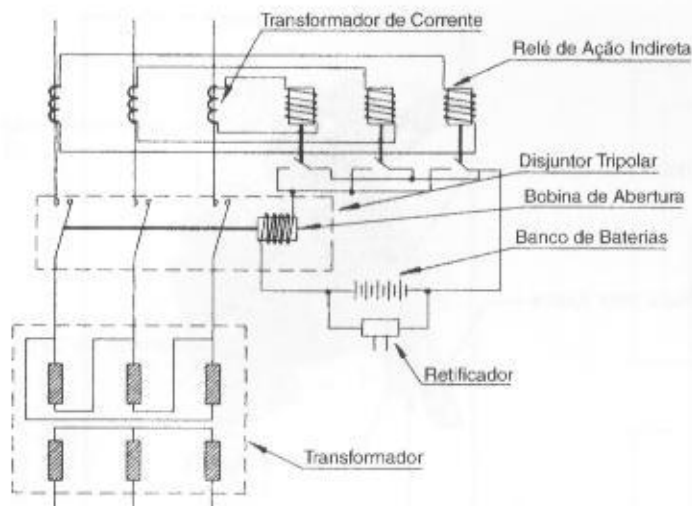 Transformador de Corrente
Relé de Ação Indireta
Disjuntor Tripolar
Bobina de Abertura
Banco de Baterias
Retificador
Transformador